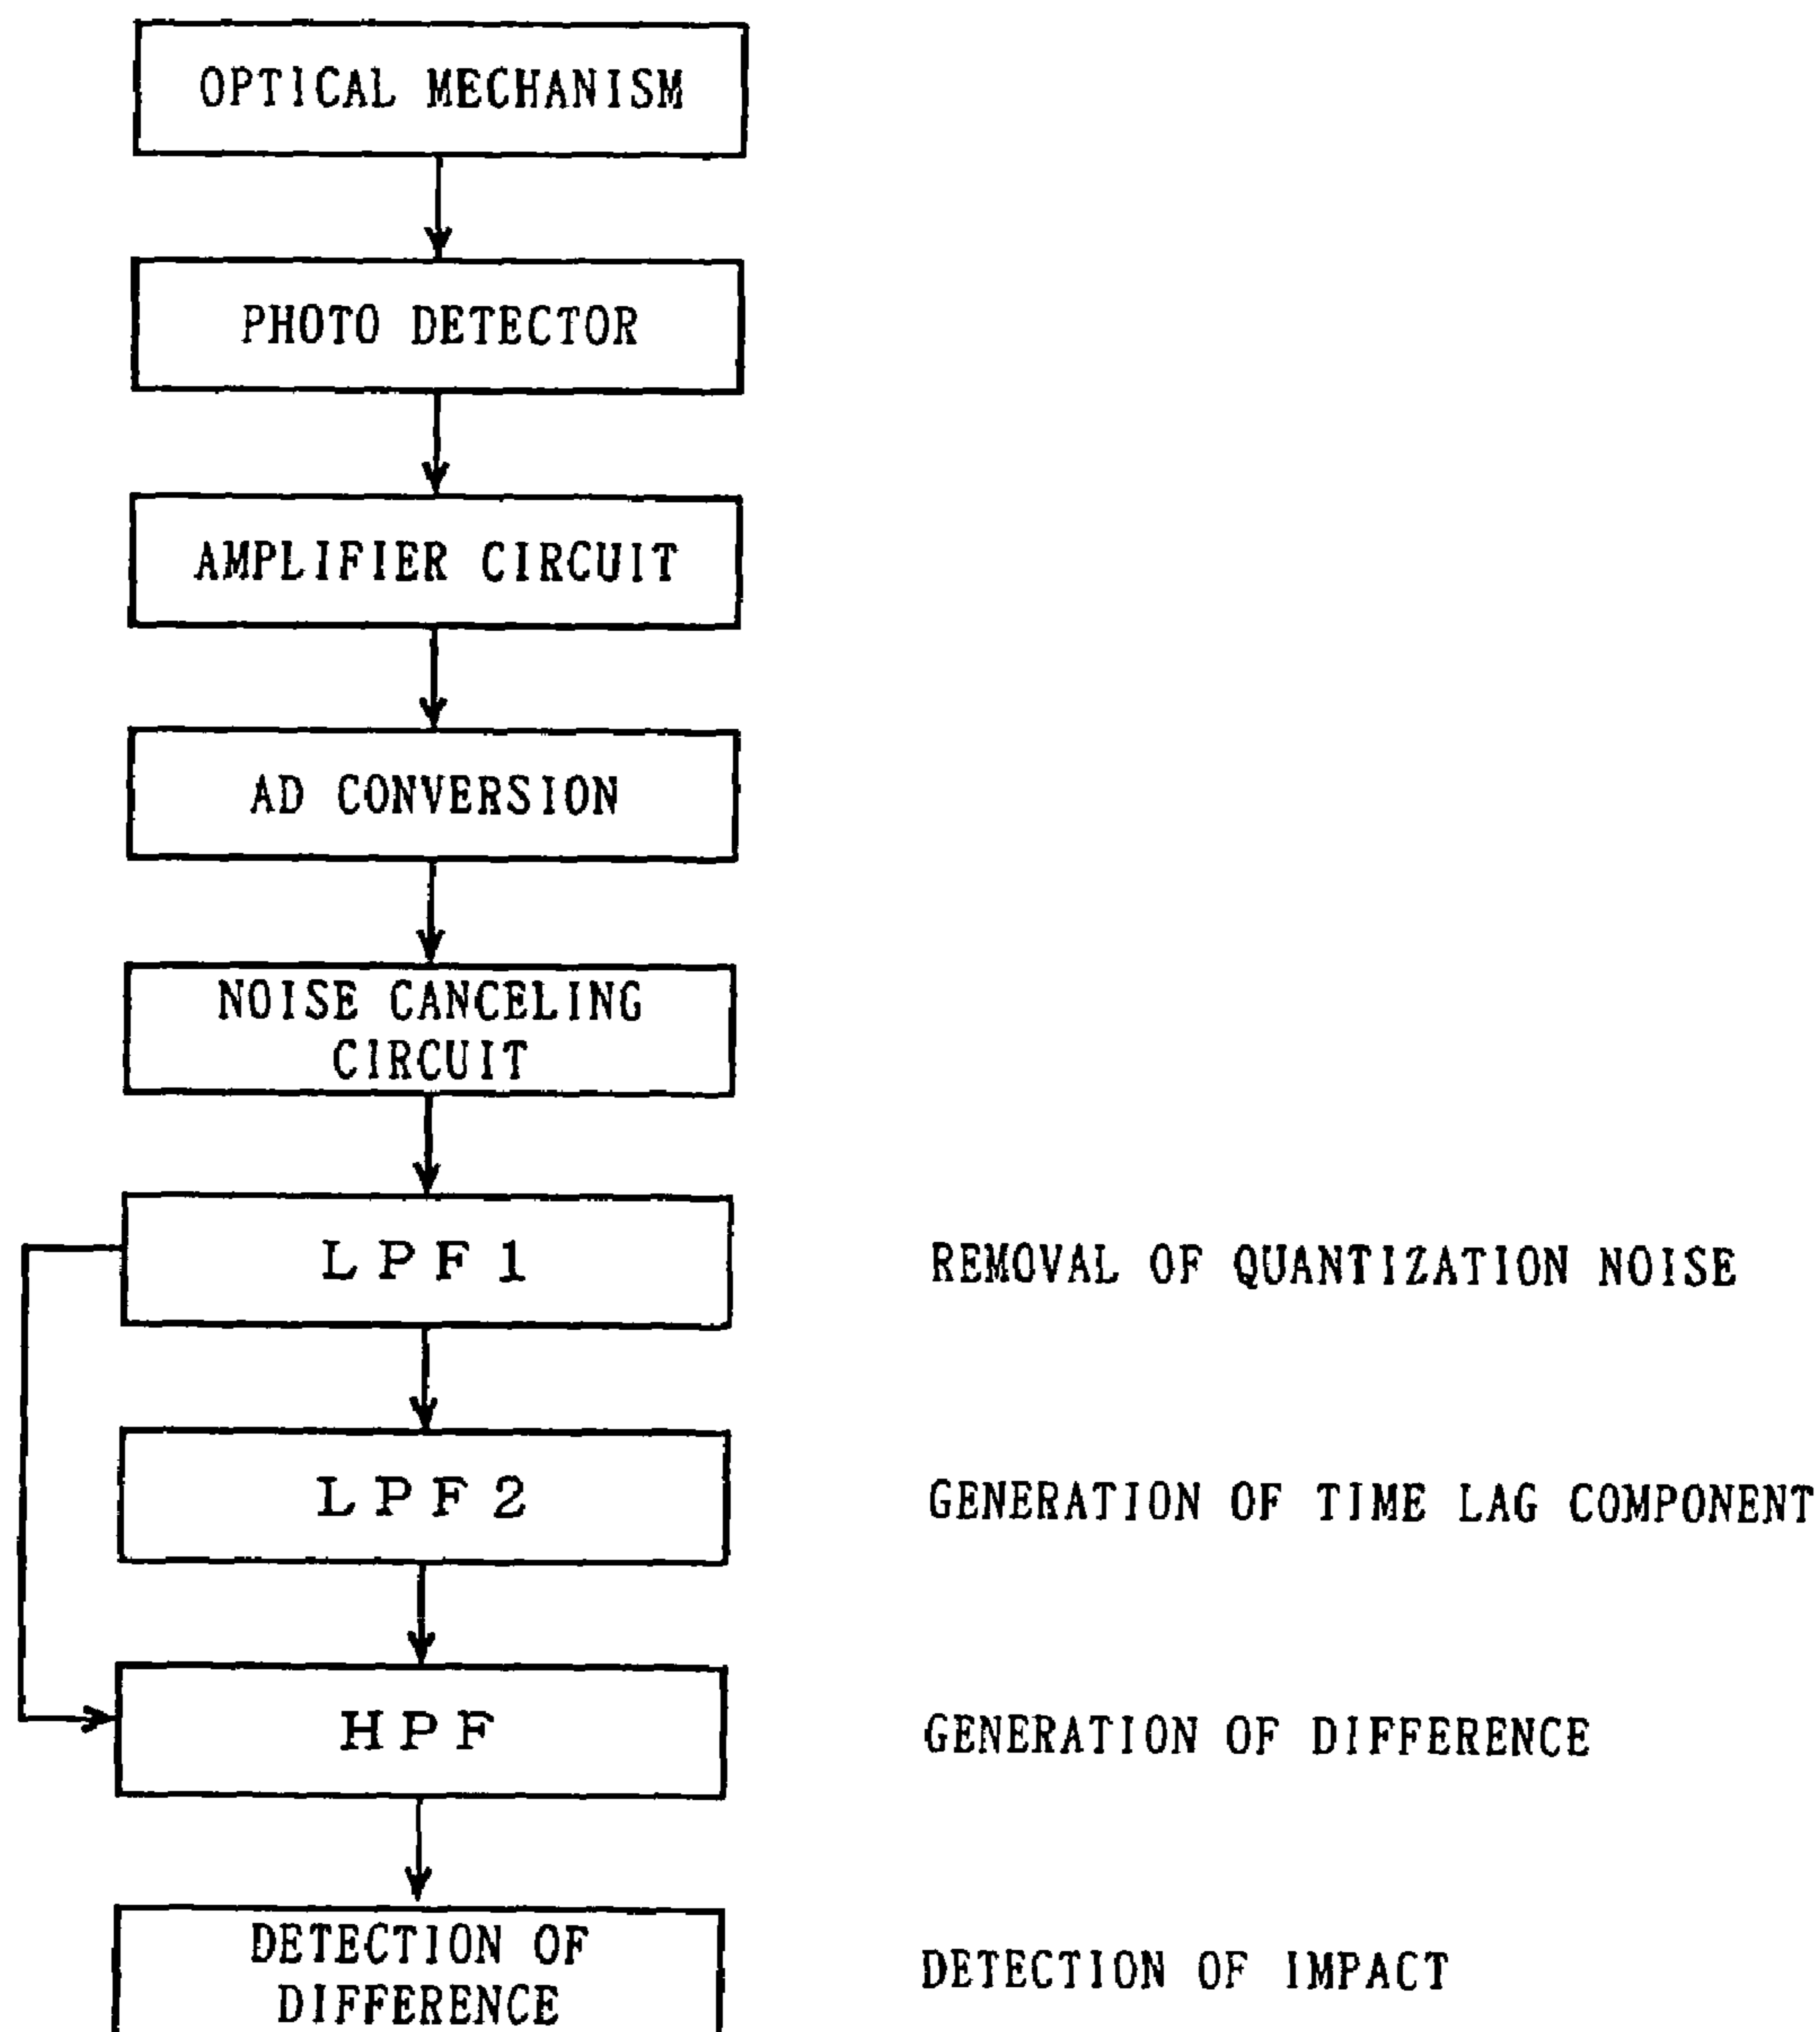 OPTICAL MECHANISM
PHOTO DETECTOR
AMPLIFIER CIRCUIT
AD CONVERSION
NOISE CANCELING
CIRCUIT
LPF1
REMOVAL OF QUANTIZATION NOISE
LPF2
GENERATION OF TIME LAG COMPONENT
HPF
GENERATION OF DIFFERENCE
DETECTION OF
DIFFERENCE
DETECTION OF IMPACT